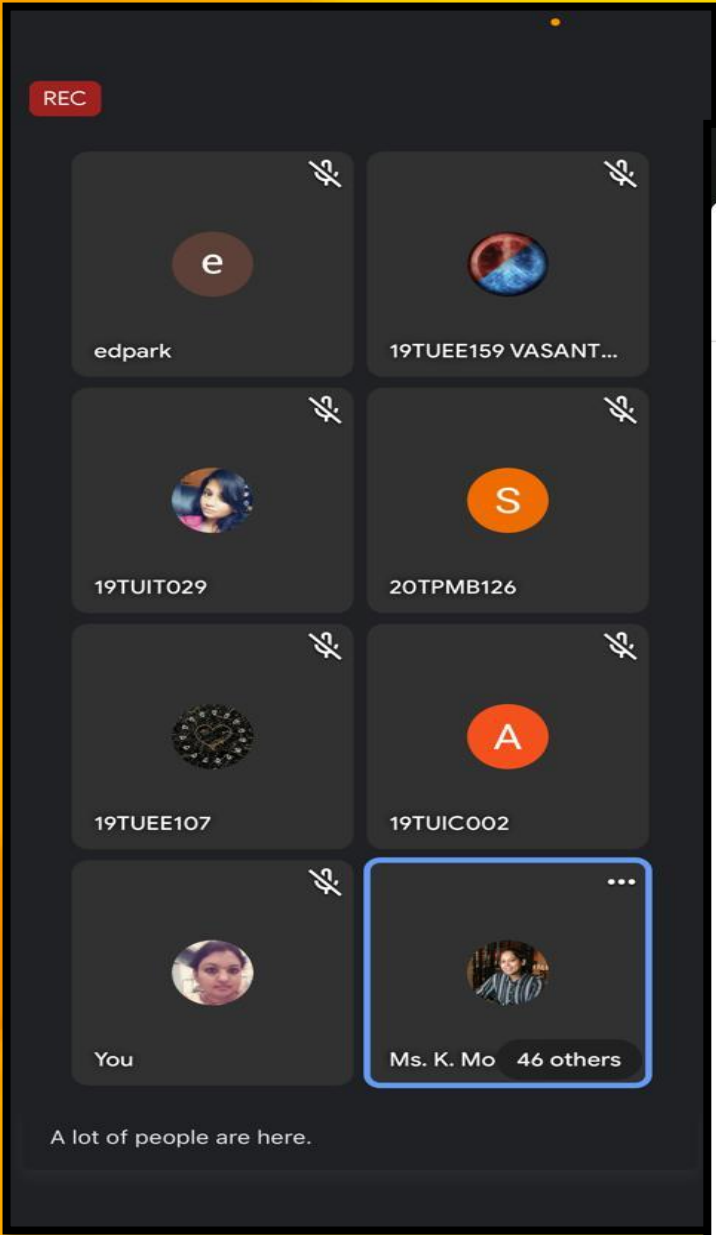 REC
e
edpark
19TUEE159 VASANT...
19TUIT029
S
20TPMB126
19TUEE107
A
19TUIC002
You
Ms. K. Mo
46 others
A lot of people are here.